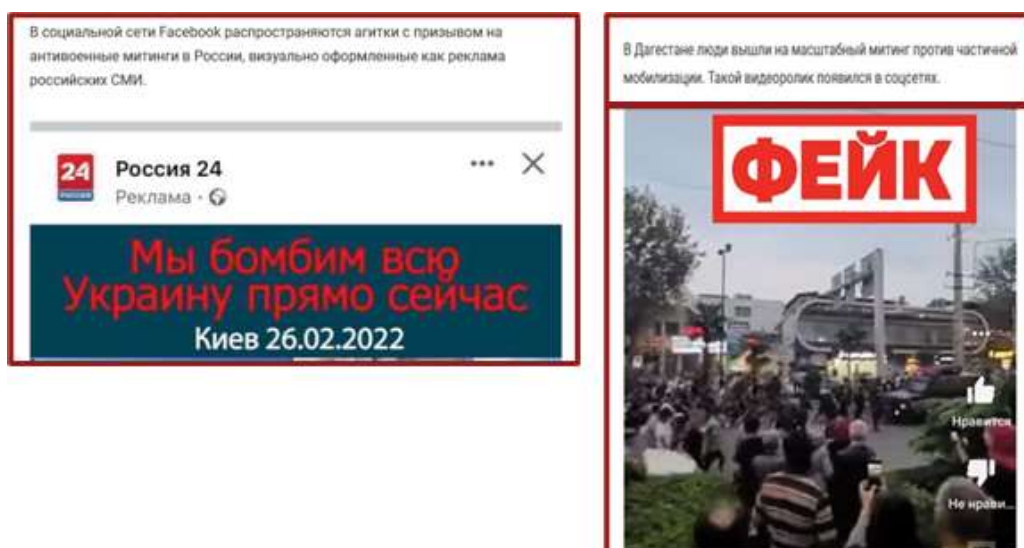 В социальной сети Facebook распространяются агитки с призывом на
антивоенные митинги в России, визуально оформленные как реклама
российских СМИ.
24
РОССИЯ
Россия 24
Реклама ·
Мы бомбим всю
Украину прямо сейчас
Киев 26.02.2022
В Дагестане люди вышли на масштабный митинг против частичной
мобилизации. Такой видеоролик появился в соцсетях.
ФЕЙК
Нравится
Не нрави...